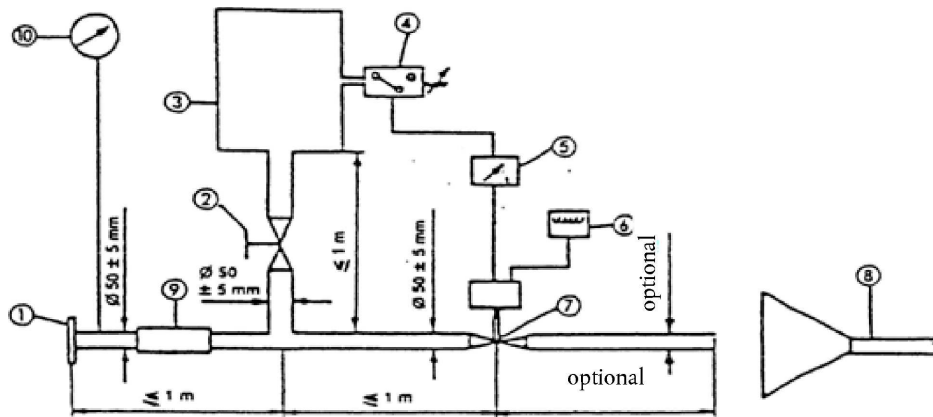 10
4
3
5
2
6
Ø 50 ± 5 mm
Ø 50
± 5 mm
⩽ 1 m
Ø 50 ± 5 mm
optional
1
9
7
8
optional
⩽ 1 m
⩽ 1 m